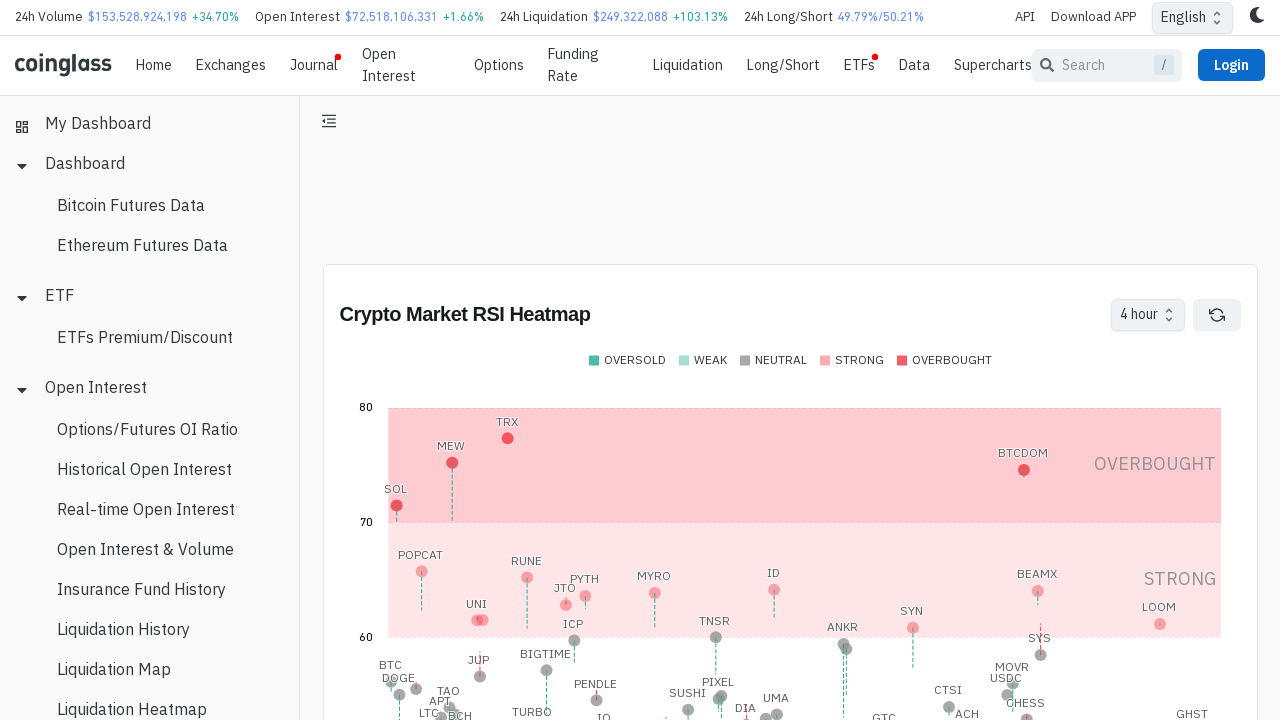 24h Volume $153,528,924,198 +34.70% Open Interest $72,518,106,331 +1.66% 24h Liquidation $249,322,088 +103.13% 24h Long/Short 49.79%/50.21% API Download APP English
coinglass Home Exchanges Journal Open Interest Options Funding Rate Liquidation Long/Short ETFs Data Supercharts Search / Login
My Dashboard
Dashboard
Bitcoin Futures Data
Ethereum Futures Data
ETF
ETFs Premium/Discount
Open Interest
Options/Futures OI Ratio
Historical Open Interest
Real-time Open Interest
Open Interest & Volume
Insurance Fund History
Liquidation History
Liquidation Map
Liquidation Heatmap
Crypto Market RSI Heatmap 4 hour
OVERSOLD WEAK NEUTRAL STRONG OVERBOUGHT
80
TRX
MEW
BTCDOM
OVERBOUGHT
SOL
70
POPCAT
RUNE
JTO
PYTH
MYRO
ID
BEAMX
STRONG
UNI
LOOM
SYN
ICP
TNSR
ANKR
60
SYS
BIGTIME
JUP
BTC
DOGE
MOVR
USDC
PENDLE
PIXEL
SUSHI
TAO
APT
UMA
CTSI
CHESS
DIA
LTC
BCH
TURBO
IO
GTC
ACH
GHST